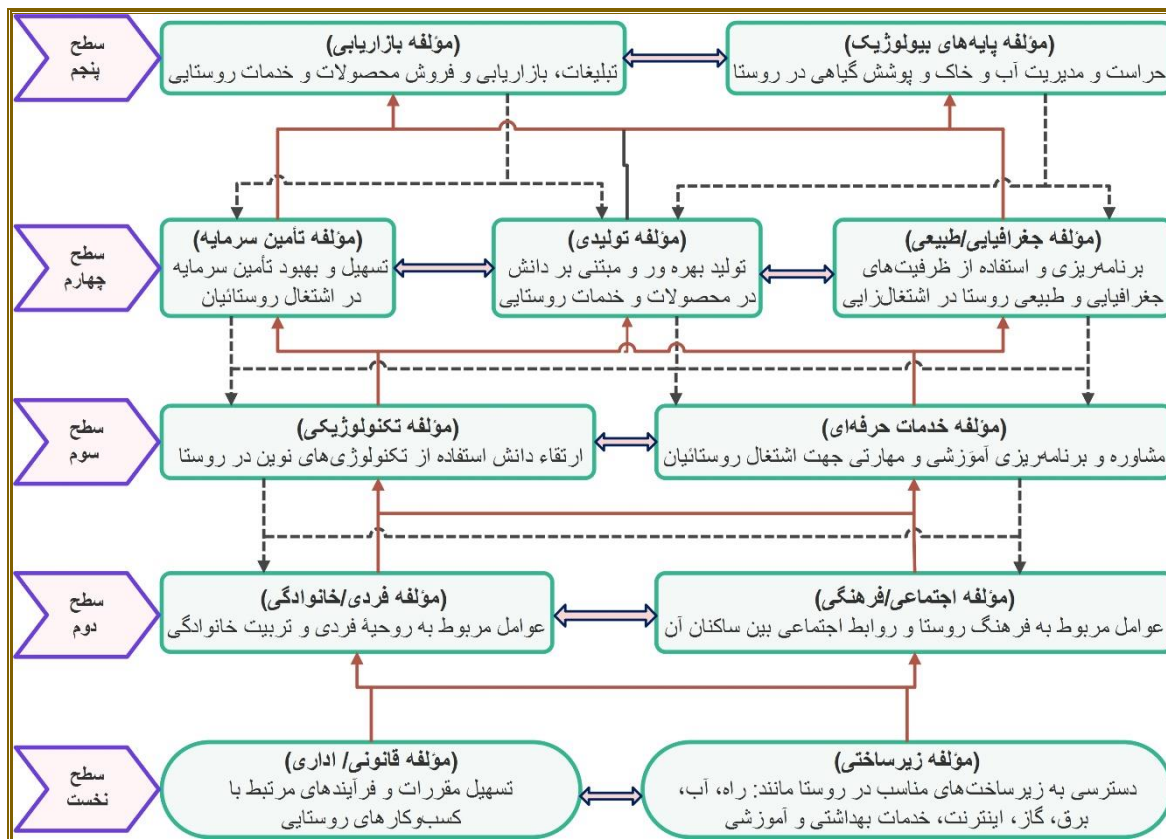 سطح
پنجم
(مؤلفه پایه‌های بیولوژیک)
حراست و مدیریت آب و خاک و پوشش گیاهی در روستا
(مؤلفه بازاریابی)
تبلیغات، بازاریابی و فروش محصولات و خدمات روستایی
سطح
چهارم
(مؤلفه جغرافیایی/طبیعی)
برنامه‌ریزی و استفاده از ظرفیت‌های
جغرافیایی و طبیعی روستا در اشتغال‌زایی
(مؤلفه تولیدی)
تولید بهره ور و مبتنی بر دانش
در محصولات و خدمات روستایی
(مؤلفه تأمین سرمایه)
تسهیل و بهبود تأمین سرمایه
در اشتغال روستائیان
سطح
سوم
(مؤلفه خدمات حرفه‌ای)
مشاوره و برنامه‌ریزی آموزشی و مهارتی جهت اشتغال روستائیان
(مؤلفه تکنولوژیکی)
ارتقاء دانش استفاده از تکنولوژی‌های نوین در روستا
سطح
دوم
(مؤلفه اجتماعی/فرهنگی)
عوامل مربوط به فرهنگ روستا و روابط اجتماعی بین ساکنان آن
(مؤلفه فردی/خانوادگی)
عوامل مربوط به روحیهٔ فردی و تربیت خانوادگی
سطح
نخست
(مؤلفه زیرساختی)
دسترسی به زیرساخت‌های مناسب در روستا مانند: راه، آب،
برق، گاز، اینترنت، خدمات بهداشتی و آموزشی
(مؤلفه قانونی/ اداری)
تسهیل مقررات و فرآیندهای مرتبط با
کسب‌وکارهای روستایی